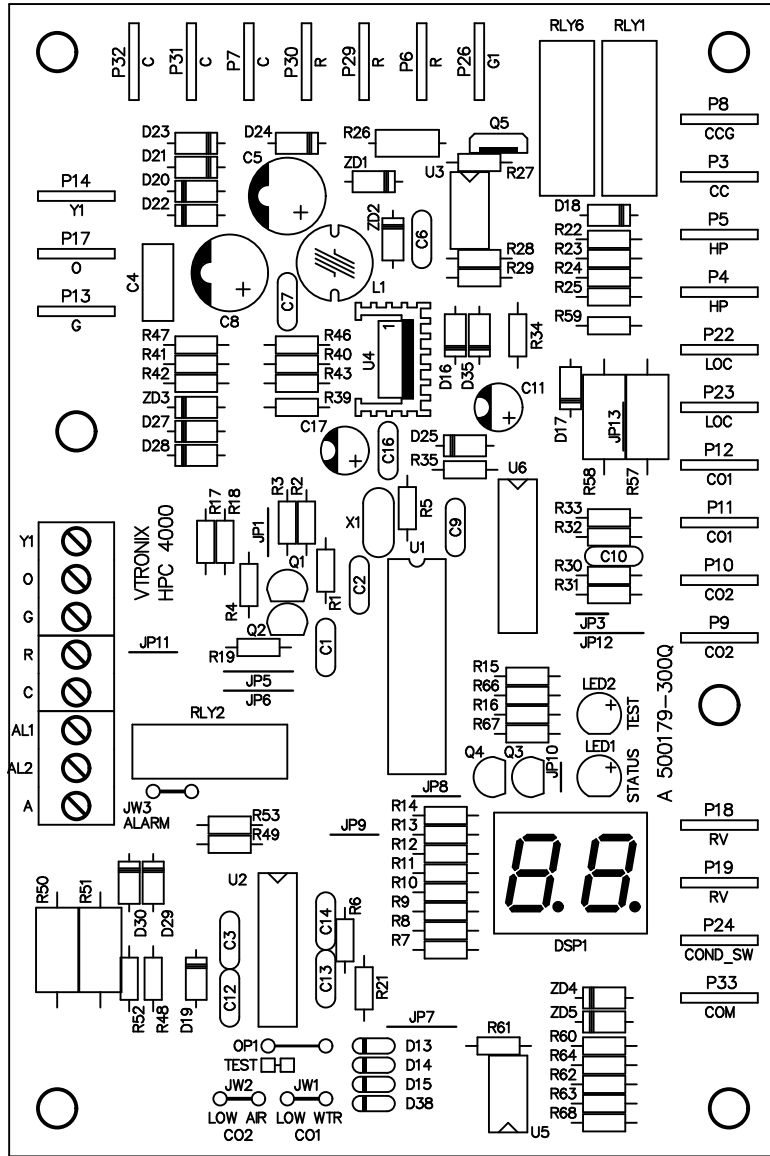 P32
C
P31
C
P7
C
P30
R
P29
R
P6
R
P26
G1
RLY6
RLY1
P8
CCG
P3
CC
P5
HP
P4
HP
P22
LOC
P23
LOC
P12
CO1
P11
CO1
P10
CO2
P9
CO2
P14
Y1
P17
O
P13
G
D23
D21
D20
D22
D24
C5
R26
ZD1
ZD2
C6
U3
Q5
R27
R28
R29
D18
R22
R23
R24
R25
R59
C4
C8
C7
L1
R47
R41
R42
ZD3
D27
D28
R46
R40
R43
R39
U4
1
D16
D35
R34
C11
C17
C16
D25
R35
D17
JP13
R58
R57
U6
R33
R32
C10
R30
R31
JP3
JP12
Y1
O
G
R
C
AL1
AL2
A
VTRONIX
HPC 4000
R17
R18
JP1
R3
R2
X1
R5
C9
U1
Q1
R4
R1
C2
Q2
R19
C1
JP11
JP5
JP6
RLY2
R15
R66
R16
R67
LED2
TEST
LED1
STATUS
A 500179-300Q
Q4
Q3
JP10
JP8
JW3
ALARM
R53
R49
JP9
R14
R13
R12
R11
R10
R9
R8
R7
8.8.
DSP1
P18
RV
P19
RV
P24
COND_SW
P33
COM
R50
R51
D30
D29
U2
C3
C12
C14
C13
R6
R21
R52
R48
D19
JP7
OP1
TEST
D13
D14
D15
D38
JW2
JW1
LOW AIR
LOW WTR
CO2
CO1
R61
U5
ZD4
ZD5
R60
R64
R62
R63
R68